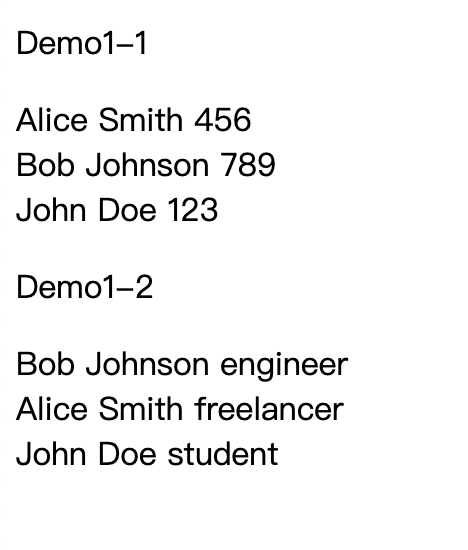 Demo1–1
Alice Smith 456
Bob Johnson 789
John Doe 123
Demo1–2
Bob Johnson engineer
Alice Smith freelancer
John Doe student